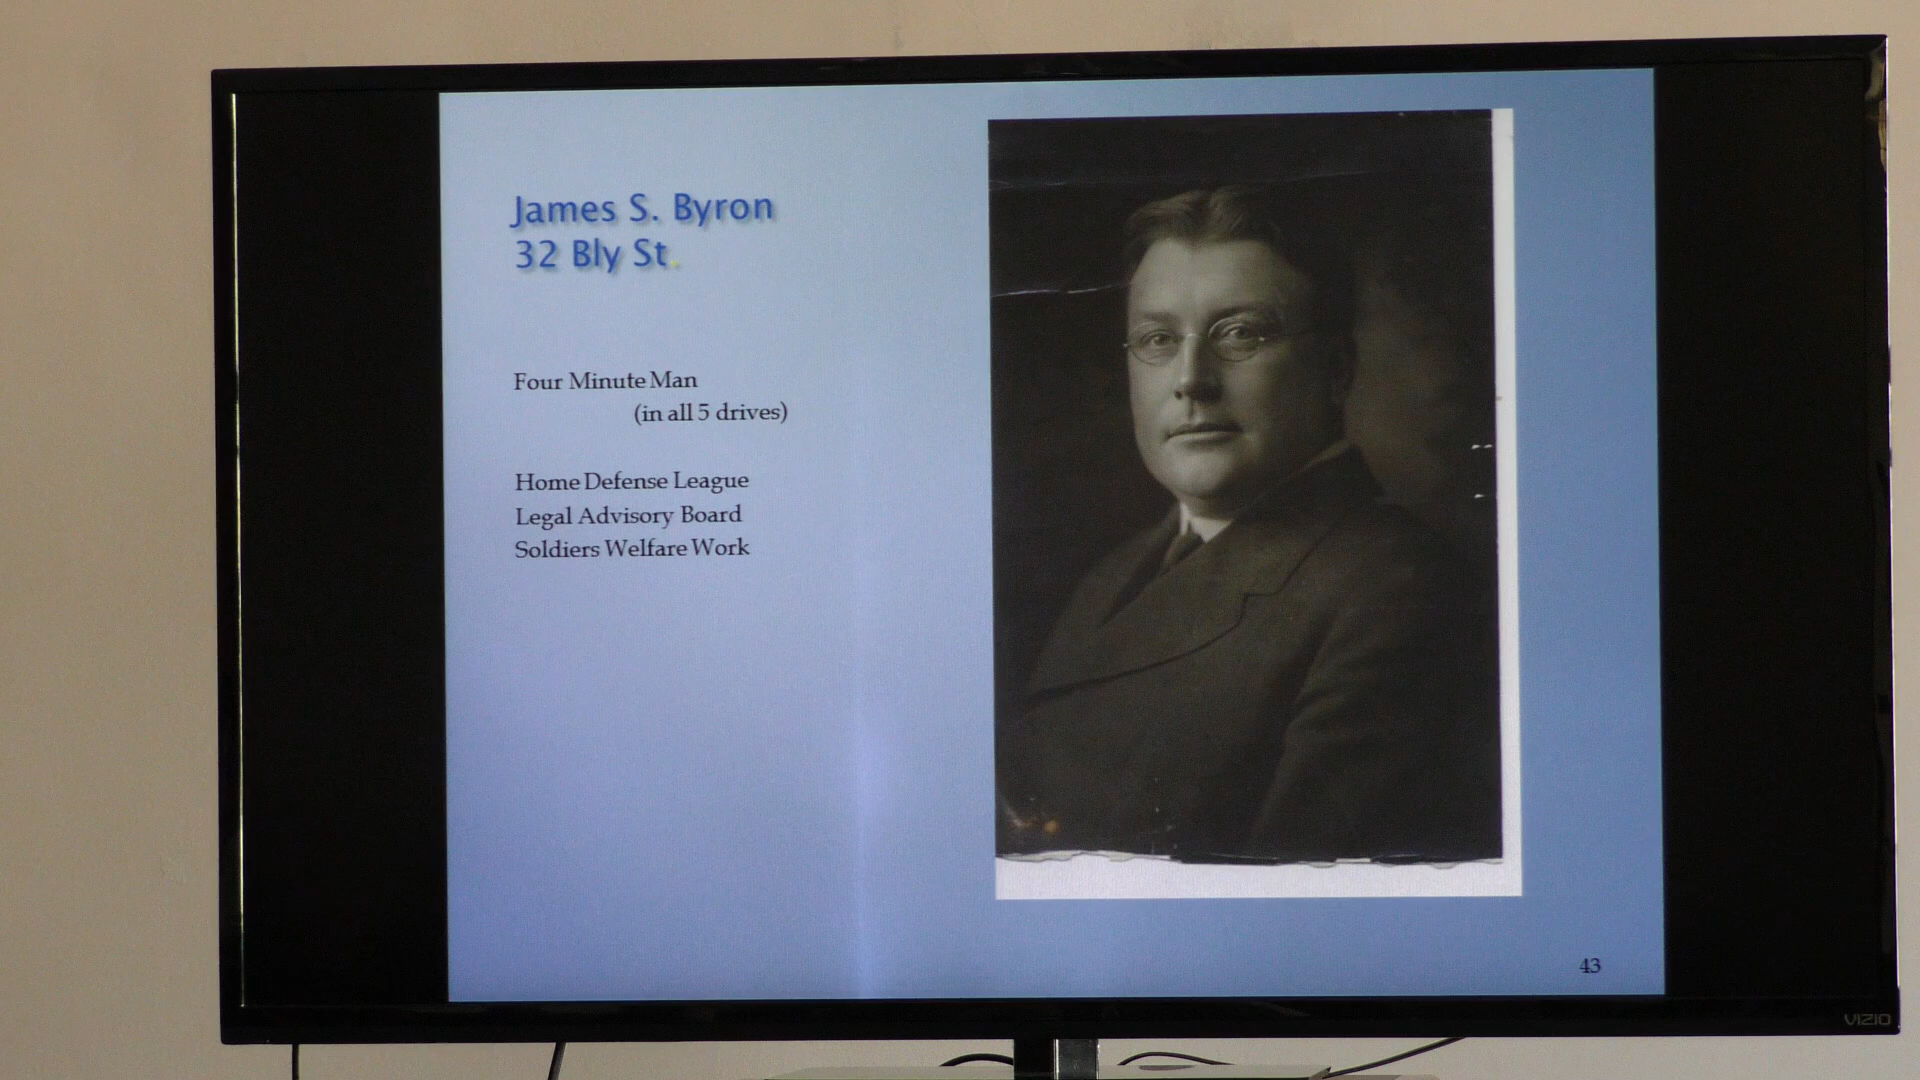 James S. Byron
32 Bly St.
Four Minute Man
(in all 5 drives)
Home Defense League
Legal Advisory Board
Soldiers Welfare Work
43
VIZIO